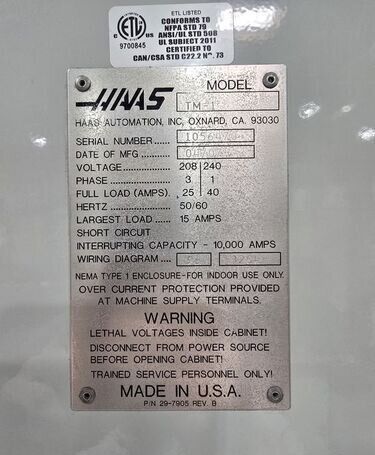 ETL LISTED
CONFORMS TO
NFPA STD 79
ANSI/UL STD 508
UL SUBJECT 2011
CERTIFIED TO
CAN/CSA STD C22.2 NO. 73
ETL
9700845
HAAS
MODEL
TM-1
HAAS AUTOMATION, INC, OXNARD, CA. 93030
SERIAL NUMBER
DATE OF MFG
VOLTAGE 208 | 240
PHASE 3 | 1
FULL LOAD (AMPS) 25 | 40
HERTZ 50/60
LARGEST LOAD 15 AMPS
SHORT CIRCUIT
INTERRUPTING CAPACITY - 10,000 AMPS
WIRING DIAGRAM
NEMA TYPE 1 ENCLOSURE-FOR INDOOR USE ONLY.
OVER CURRENT PROTECTION PROVIDED
AT MACHINE SUPPLY TERMINALS.
WARNING
LETHAL VOLTAGES INSIDE CABINET!
DISCONNECT FROM POWER SOURCE
BEFORE OPENING CABINET!
TRAINED SERVICE PERSONNEL ONLY!
MADE IN U.S.A.
P/N 29-7905 REV. B